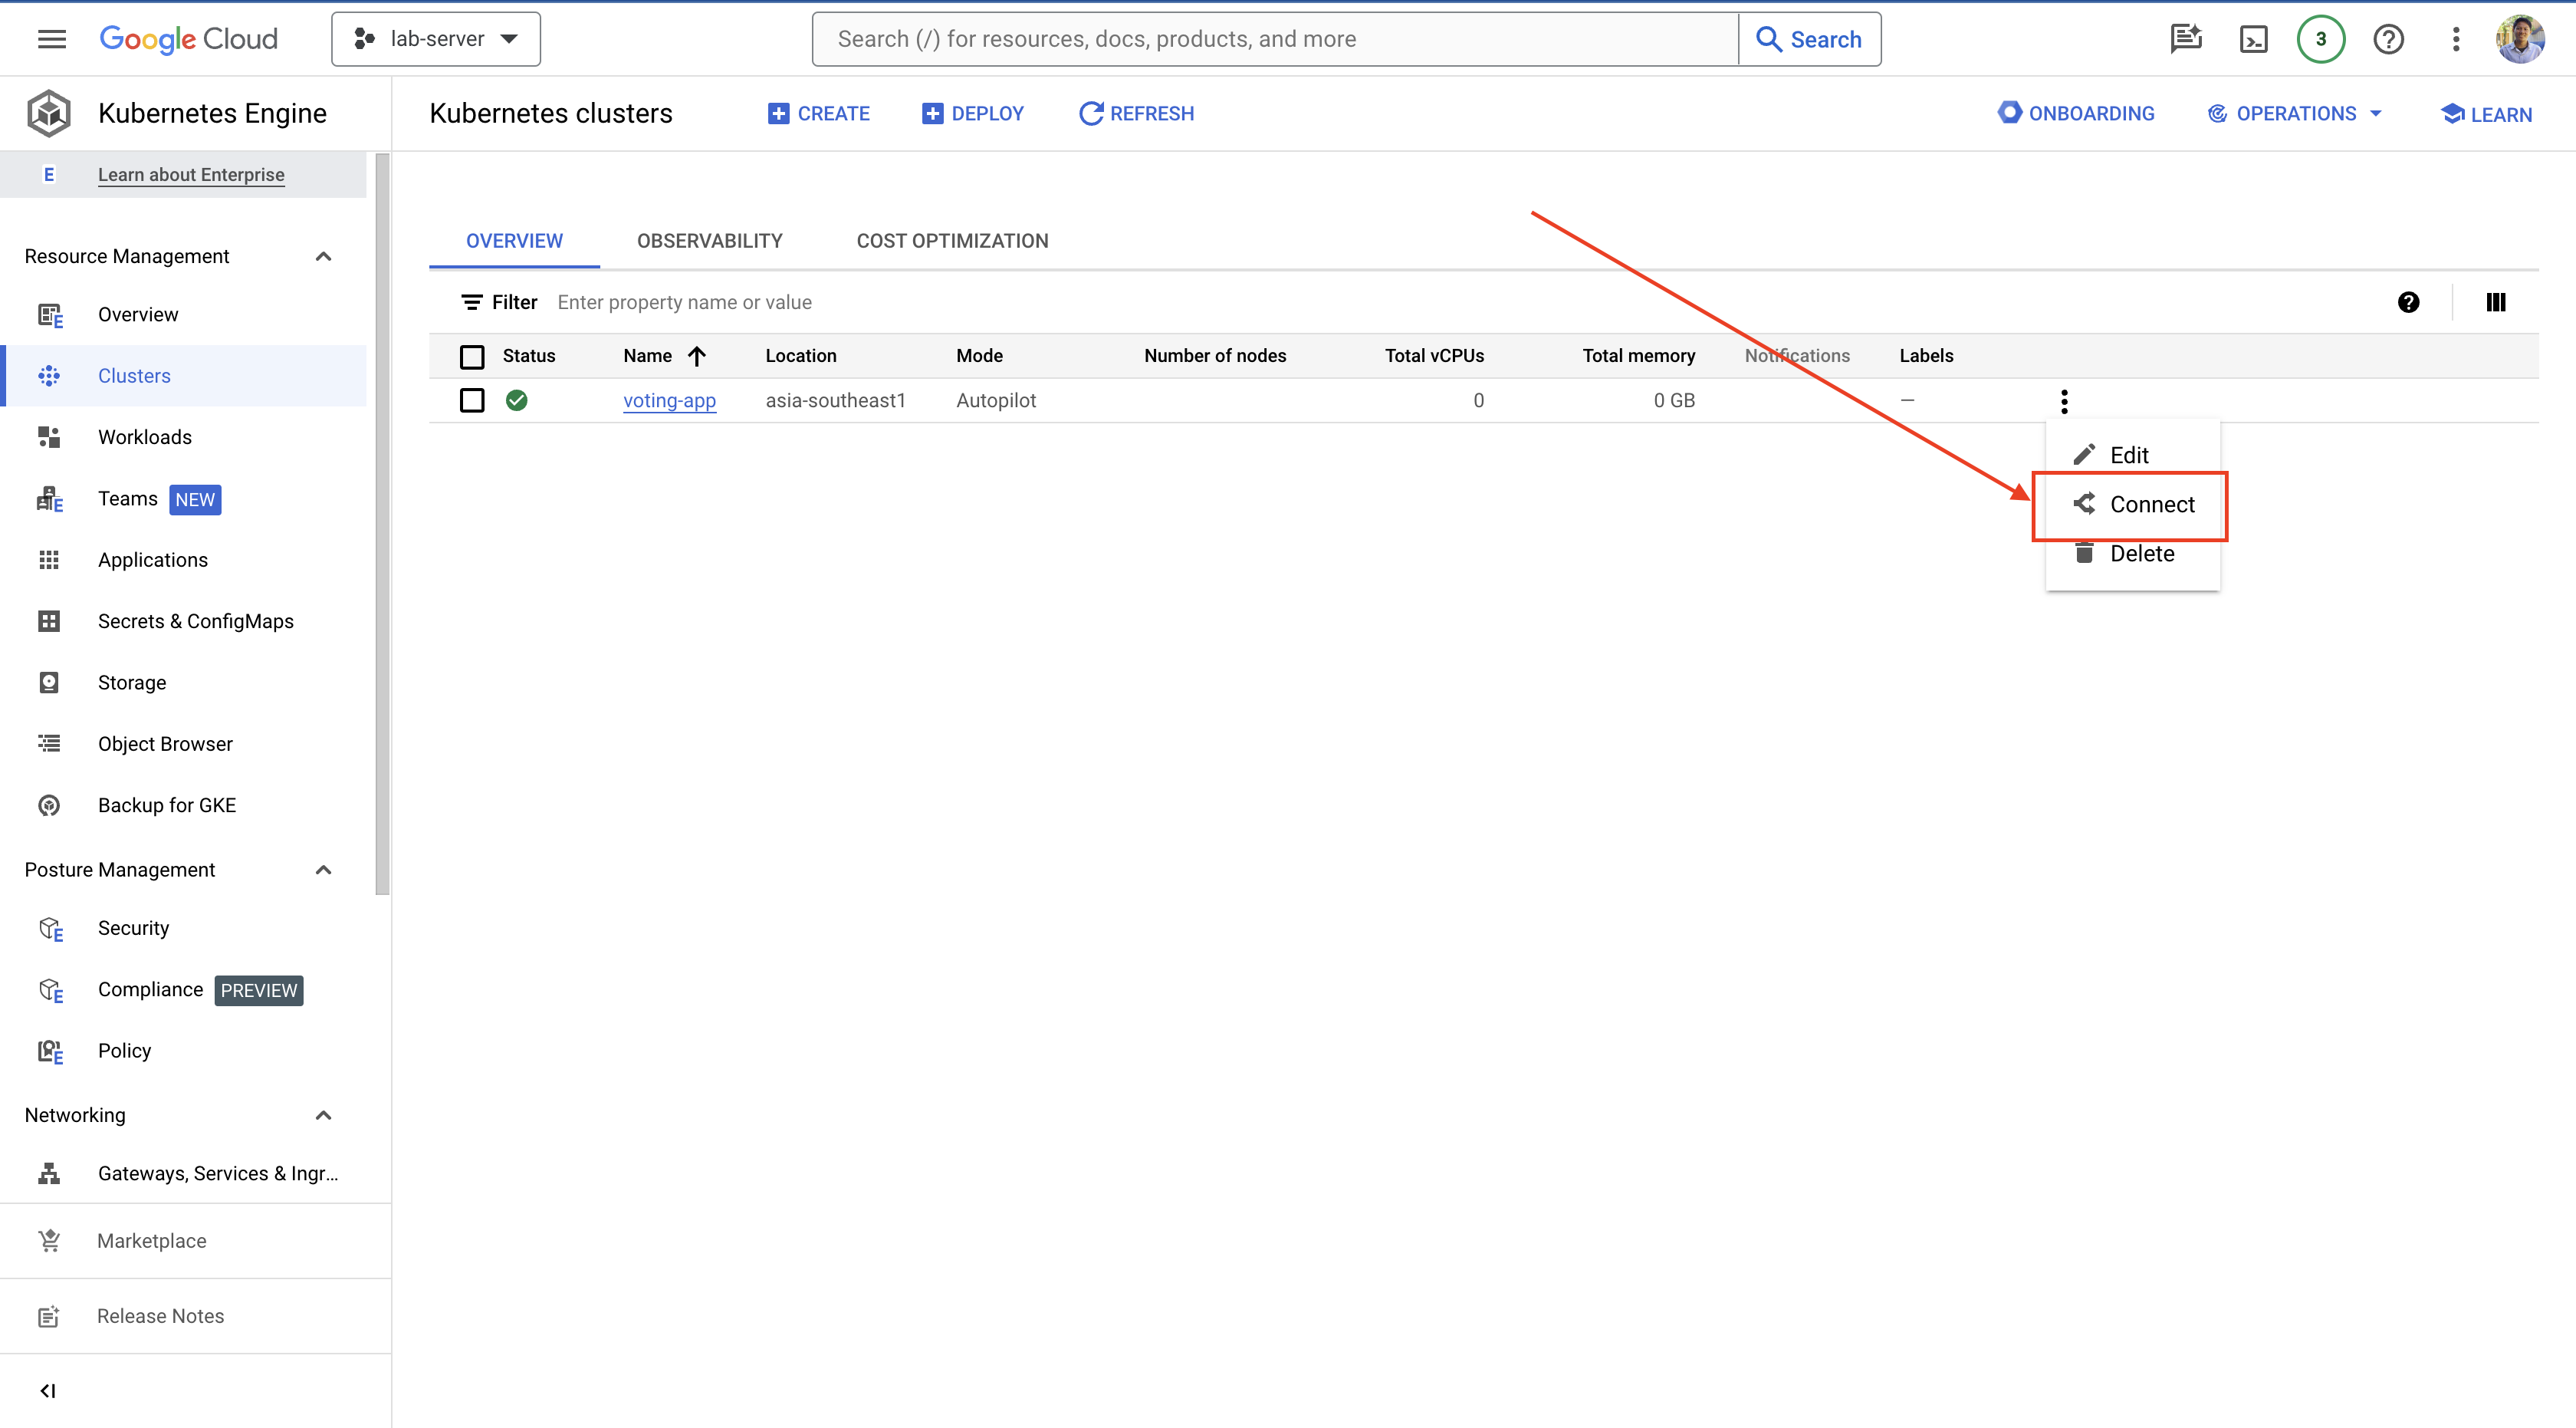 Google Cloud
lab-server
Search (/) for resources, docs, products, and more
Search
3
Kubernetes Engine
Kubernetes clusters
CREATE
DEPLOY
REFRESH
ONBOARDING
OPERATIONS
LEARN
E
Learn about Enterprise
Resource Management
Overview
Clusters
Workloads
Teams NEW
Applications
Secrets & ConfigMaps
Storage
Object Browser
Backup for GKE
Posture Management
Security
Compliance PREVIEW
Policy
Networking
Gateways, Services & Ingr...
Marketplace
Release Notes
OVERVIEW
OBSERVABILITY
COST OPTIMIZATION
Filter Enter property name or value
Status Name Location Mode Number of nodes Total vCPUs Total memory Notifications Labels
voting-app asia-southeast1 Autopilot 0 0 GB —
Edit
Connect
Delete